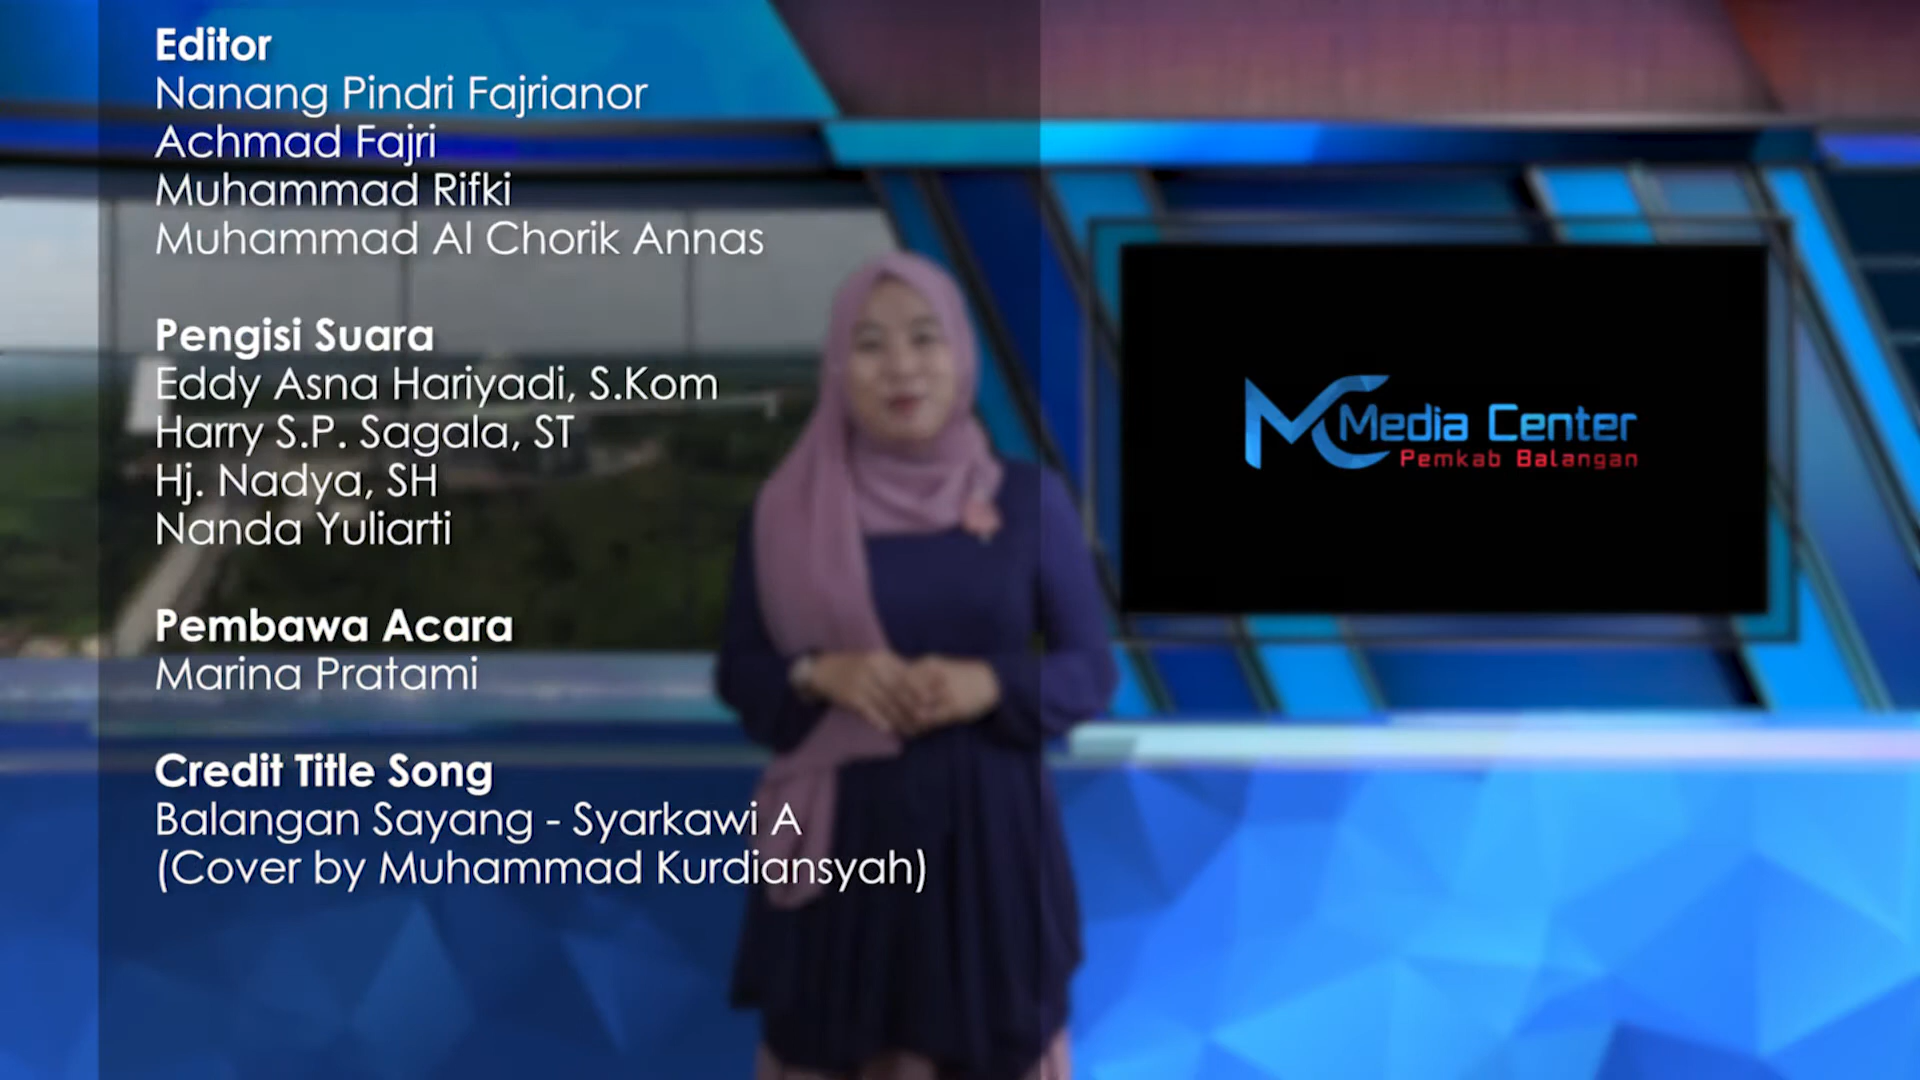 Editor
Nanang Pindri Fajrianor
Achmad Fajri
Muhammad Rifki
Muhammad Al Chorik Annas
Pengisi Suara
Eddy Asna Hariyadi, S.Kom
Harry S.P. Sagala, ST
Hj. Nadya, SH
Nanda Yuliarti
Pembawa Acara
Marina Pratami
Credit Title Song
Balangan Sayang - Syarkawi A
(Cover by Muhammad Kurdiansyah)
MC Media Center
Pemkab Balangan